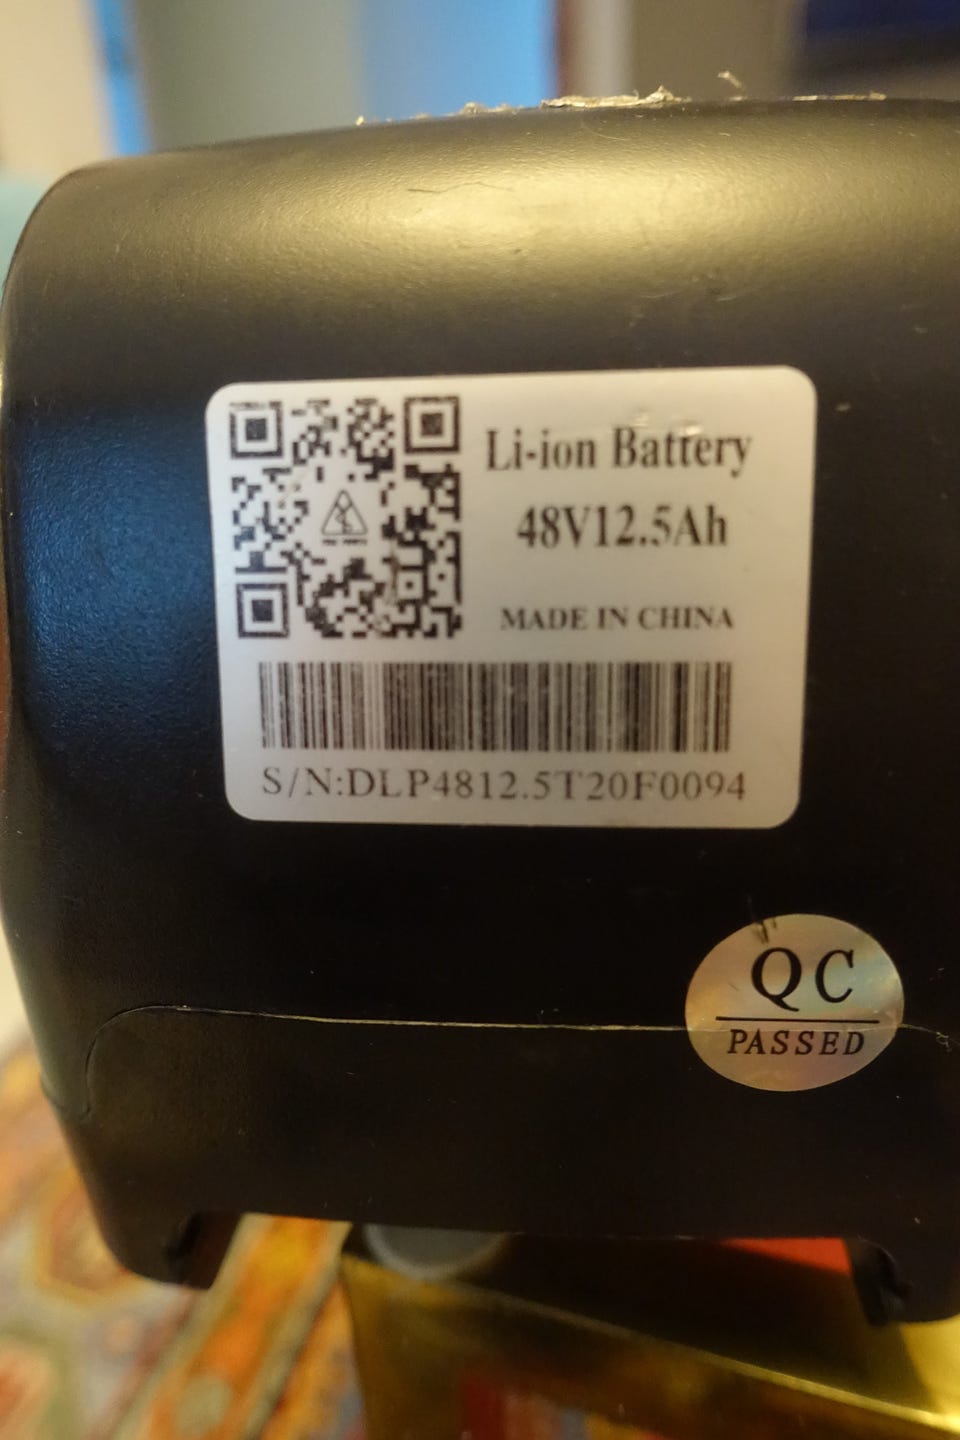 Li-ion Battery
48V12.5Ah
MADE IN CHINA
S/N:DLP4812.5T20F0094
QC
PASSED